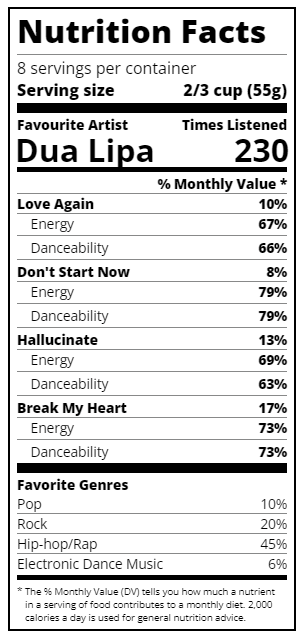 Nutrition Facts
8 servings per container
Serving size 2/3 cup (55g)
Favourite Artist Times Listened
Dua Lipa 230
% Monthly Value *
Love Again 10%
Energy 67%
Danceability 66%
Don't Start Now 8%
Energy 79%
Danceability 79%
Hallucinate 13%
Energy 69%
Danceability 63%
Break My Heart 17%
Energy 73%
Danceability 73%
Favorite Genres
Pop 10%
Rock 20%
Hip-hop/Rap 45%
Electronic Dance Music 6%
* The % Monthly Value (DV) tells you how much a nutrient
in a serving of food contributes to a monthly diet. 2,000
calories a day is used for general nutrition advice.